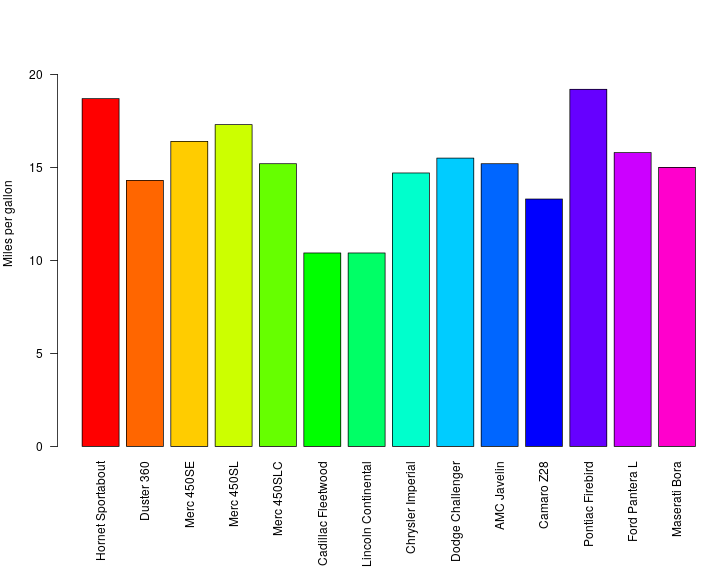 Miles per gallon
20
15
10
5
0
Hornet Sportabout
Duster 360
Merc 450SE
Merc 450SL
Merc 450SLC
Cadillac Fleetwood
Lincoln Continental
Chrysler Imperial
Dodge Challenger
AMC Javelin
Camaro Z28
Pontiac Firebird
Ford Pantera L
Maserati Bora